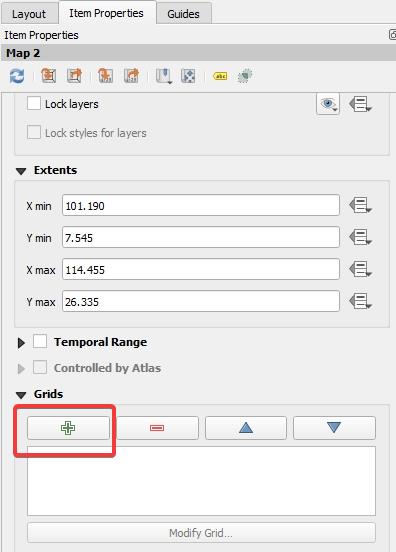 Layout Item Properties Guides
Item Properties
Map 2
abc
Lock layers
Lock styles for layers
Extents
X min 101.190
Y min 7.545
X max 114.455
Y max 26.335
Temporal Range
Controlled by Atlas
Grids
Modify Grid...